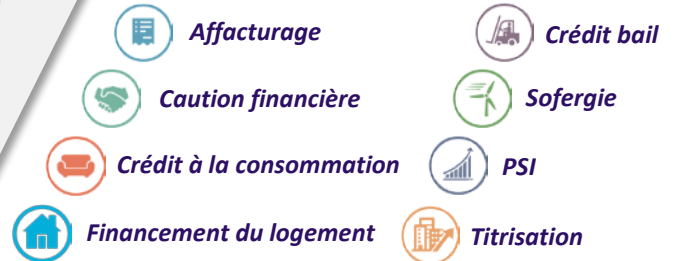 Affacturage
Crédit bail
Caution financière
Sofergie
Crédit à la consommation
PSI
Financement du logement
Titrisation